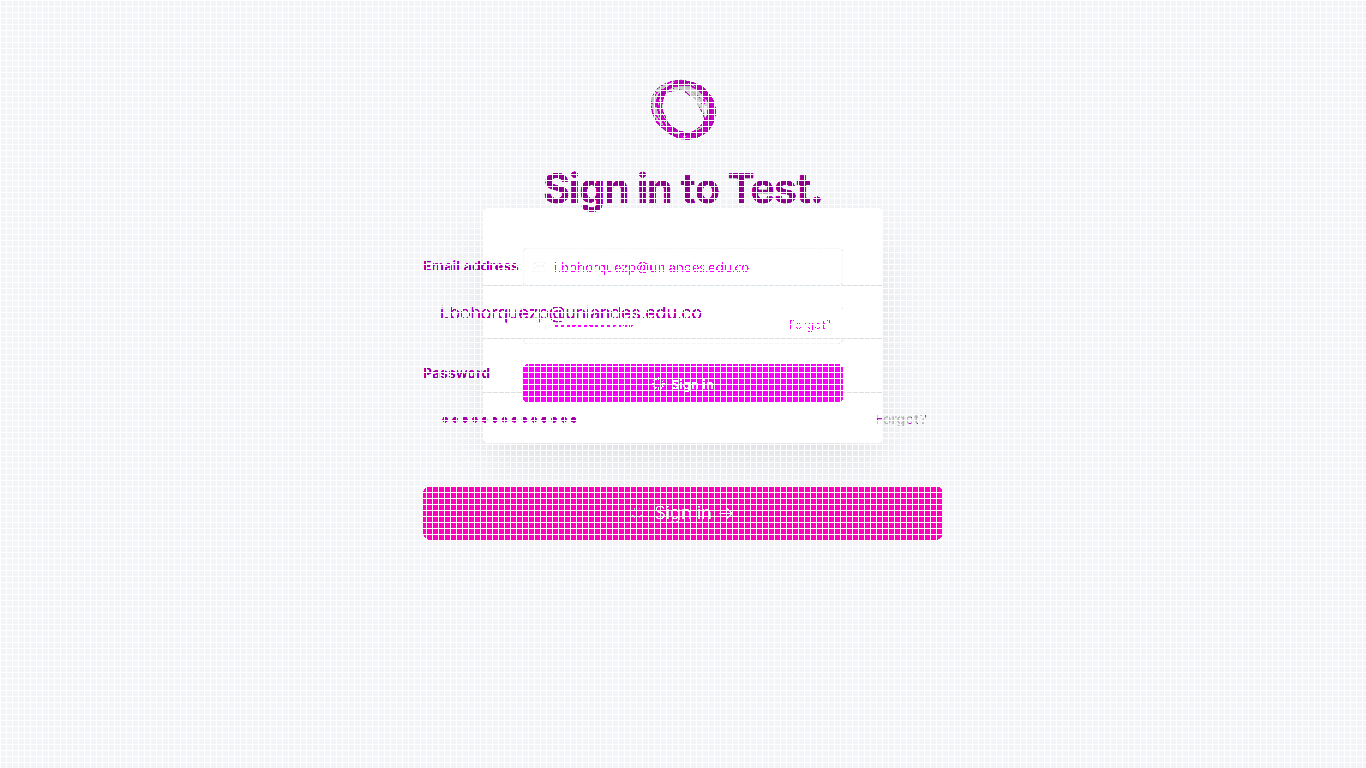 Sign in to Test.
Email address
i.bohorquezp@uniandes.edu.co
i.bohorquezp@uniandes.edu.co
Forgot?
Password
Sign in
•••••••••••••
Forgot?
Sign in →